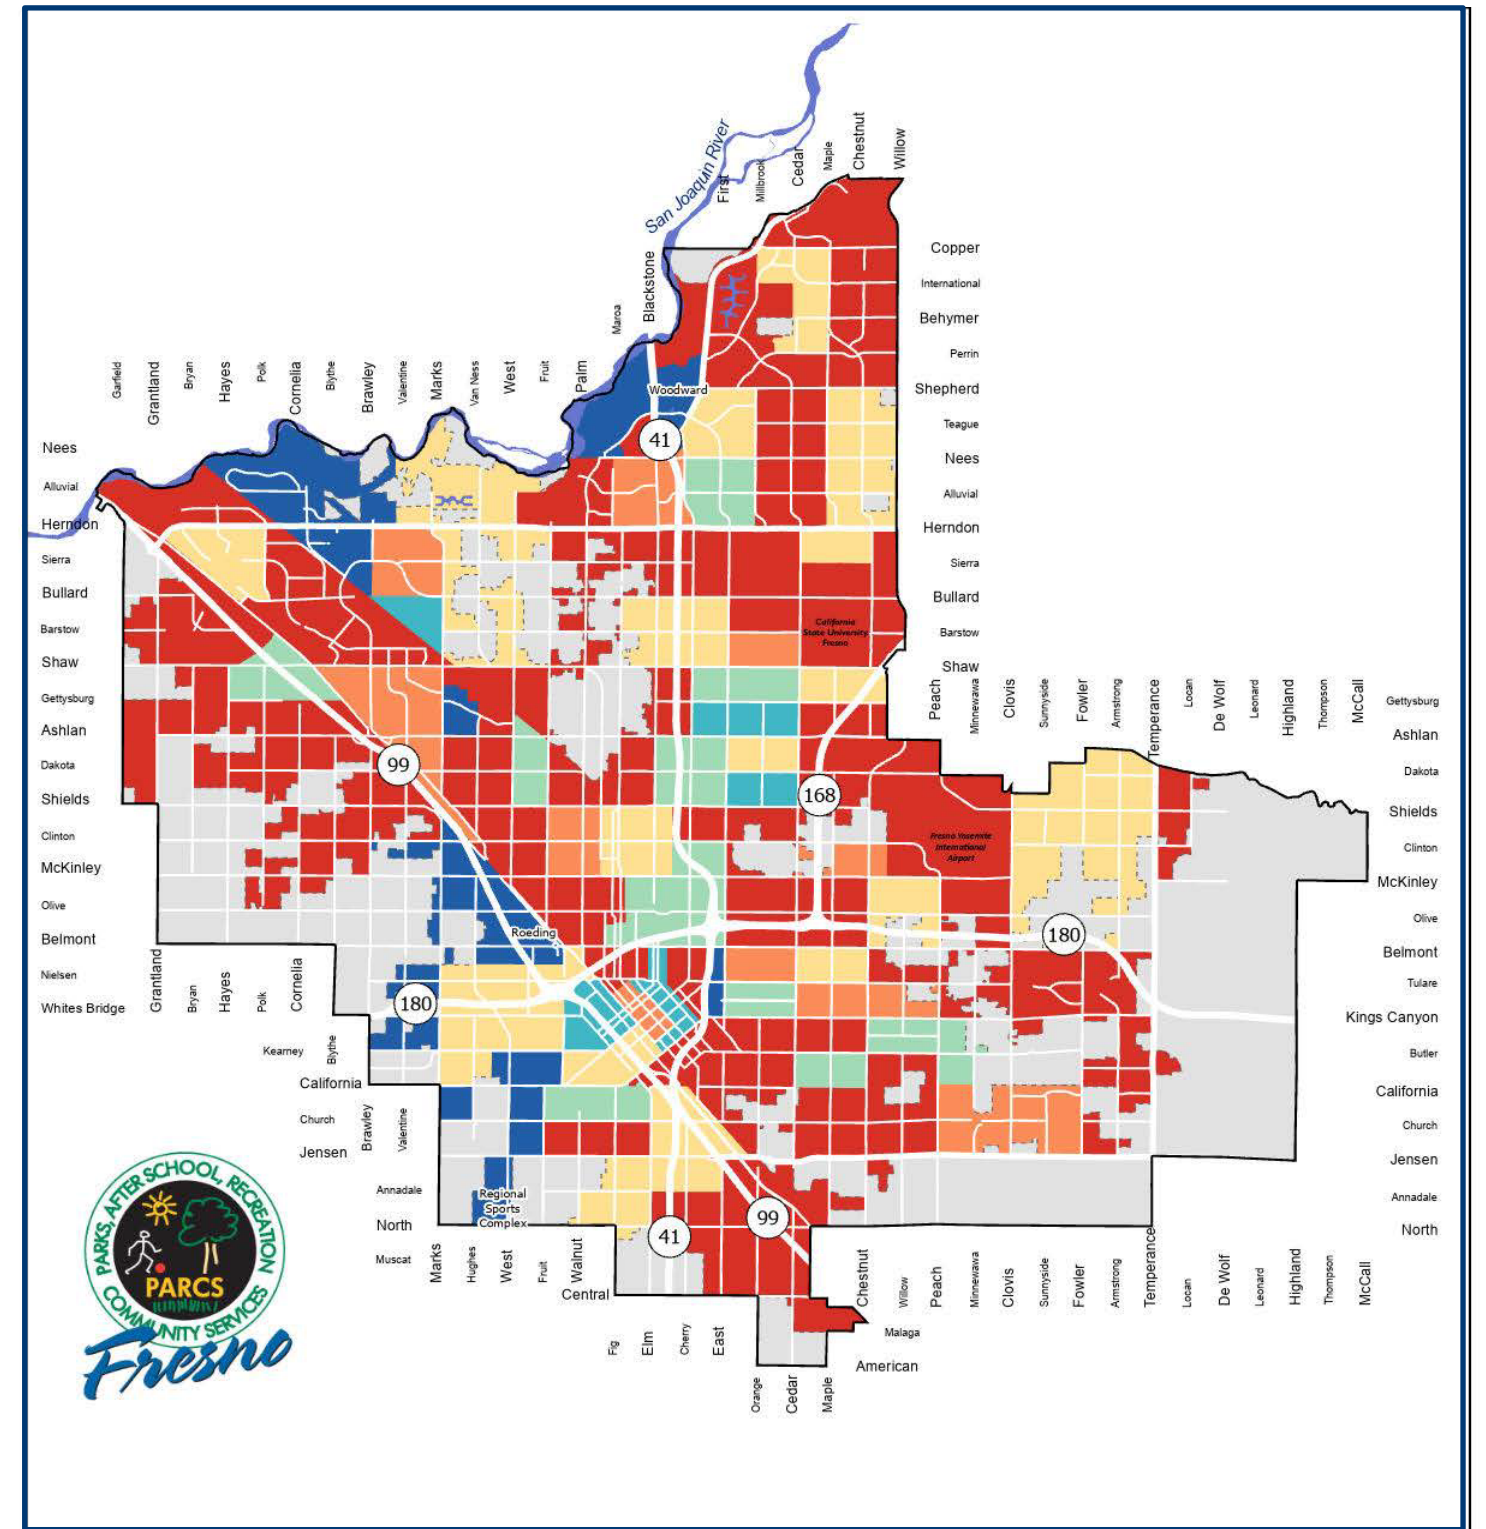 San Joaquin River
First
Millbrook
Cedar
Maple
Chestnut
Willow
Blackstone
Maroa
Copper
International
Behymer
Perrin
Shepherd
Teague
Nees
Alluvial
Herndon
Sierra
Bullard
Barstow
Shaw
Garfield
Grantland
Bryan
Hayes
Polk
Cornelia
Blythe
Brawley
Valentine
Marks
Van Ness
West
Fruit
Palm
Woodward
41
Nees
Alluvial
Herndon
Sierra
Bullard
Barstow
Shaw
Gettysburg
Ashlan
Dakota
Shields
Clinton
McKinley
Olive
Belmont
Nielsen
Whites Bridge
California
State University
Fresno
Peach
Minnewawa
Clovis
Sunnyside
Fowler
Armstrong
Temperance
Locan
De Wolf
Leonard
Highland
Thompson
McCall
Gettysburg
Ashlan
Dakota
Shields
Clinton
McKinley
Olive
Belmont
Tulare
Kings Canyon
Butler
California
Church
Jensen
Annadale
North
99
168
Fresno Yosemite
International
Airport
Roeding
180
180
Grantland
Bryan
Hayes
Polk
Cornelia
Kearney
Blythe
California
Church
Brawley
Valentine
Jensen
Annadale
North
Muscat
Regional
Sports
Complex
41
99
Marks
Hughes
West
Fruit
Walnut
Central
Fig
Elm
Cherry
East
Orange
Cedar
Maple
Chestnut
Willow
Peach
Minnewawa
Clovis
Sunnyside
Fowler
Armstrong
Temperance
Locan
De Wolf
Leonard
Highland
Thompson
McCall
Malaga
American
PARKS, AFTER SCHOOL, RECREATION
PARCS
COMMUNITY SERVICES
Fresno